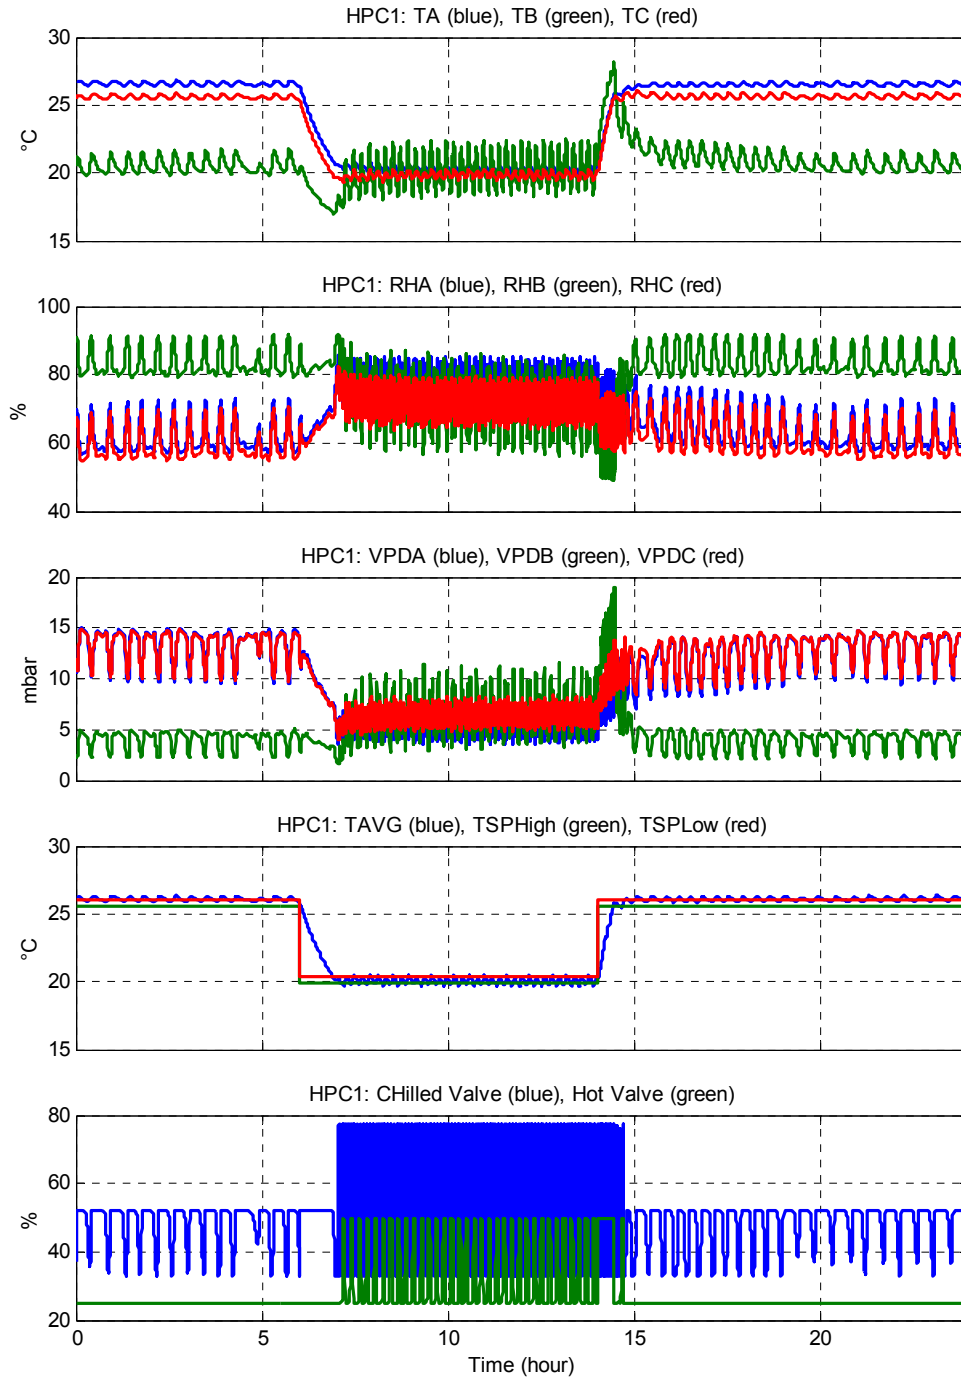 HPC1: TA (blue), TB (green), TC (red)
30
25
20
15
°C
HPC1: RHA (blue), RHB (green), RHC (red)
100
80
60
40
%
HPC1: VPDA (blue), VPDB (green), VPDC (red)
20
15
10
5
0
mbar
HPC1: TAVG (blue), TSPHigh (green), TSPLow (red)
30
25
20
15
°C
HPC1: CHilled Valve (blue), Hot Valve (green)
80
60
40
20
%
0 5 10 15 20
Time (hour)